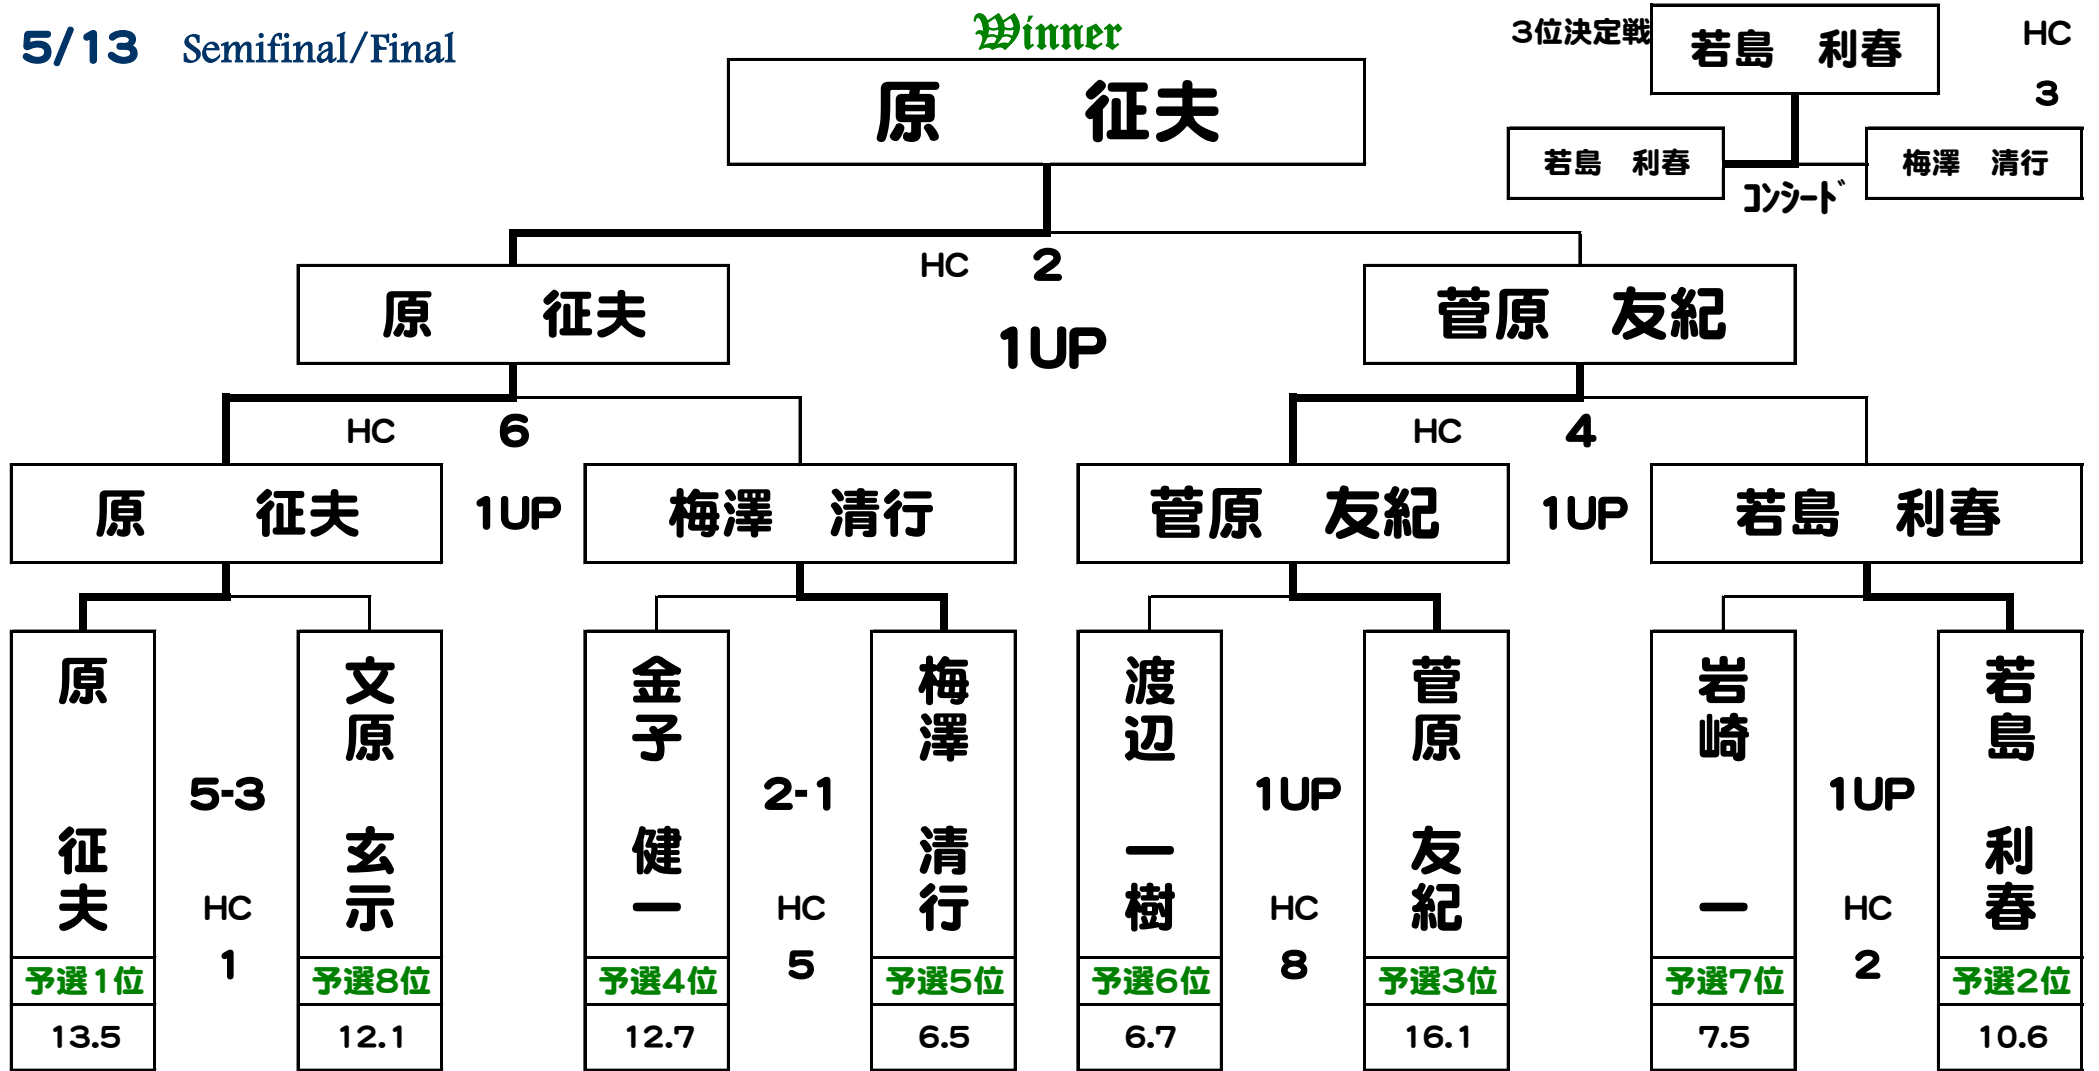 5/13 Semifinal/Final
Winner
原 征夫
3位決定戦
若島 利春
HC
3
若島 利春
梅澤 清行
ｺﾝｼｰﾄﾞ
HC 2
原 征夫
菅原 友紀
1UP
HC 6
HC 4
原 征夫
1UP
梅澤 清行
菅原 友紀
1UP
若島 利春
原 征夫
5-3
HC
1
文原 玄示
金子 健一
2-1
HC
5
梅澤 清行
渡辺 一樹
1UP
HC
8
菅原 友紀
岩崎 一
1UP
HC
2
若島 利春
予選1位
予選8位
予選4位
予選5位
予選6位
予選3位
予選7位
予選2位
13.5
12.1
12.7
6.5
6.7
16.1
7.5
10.6